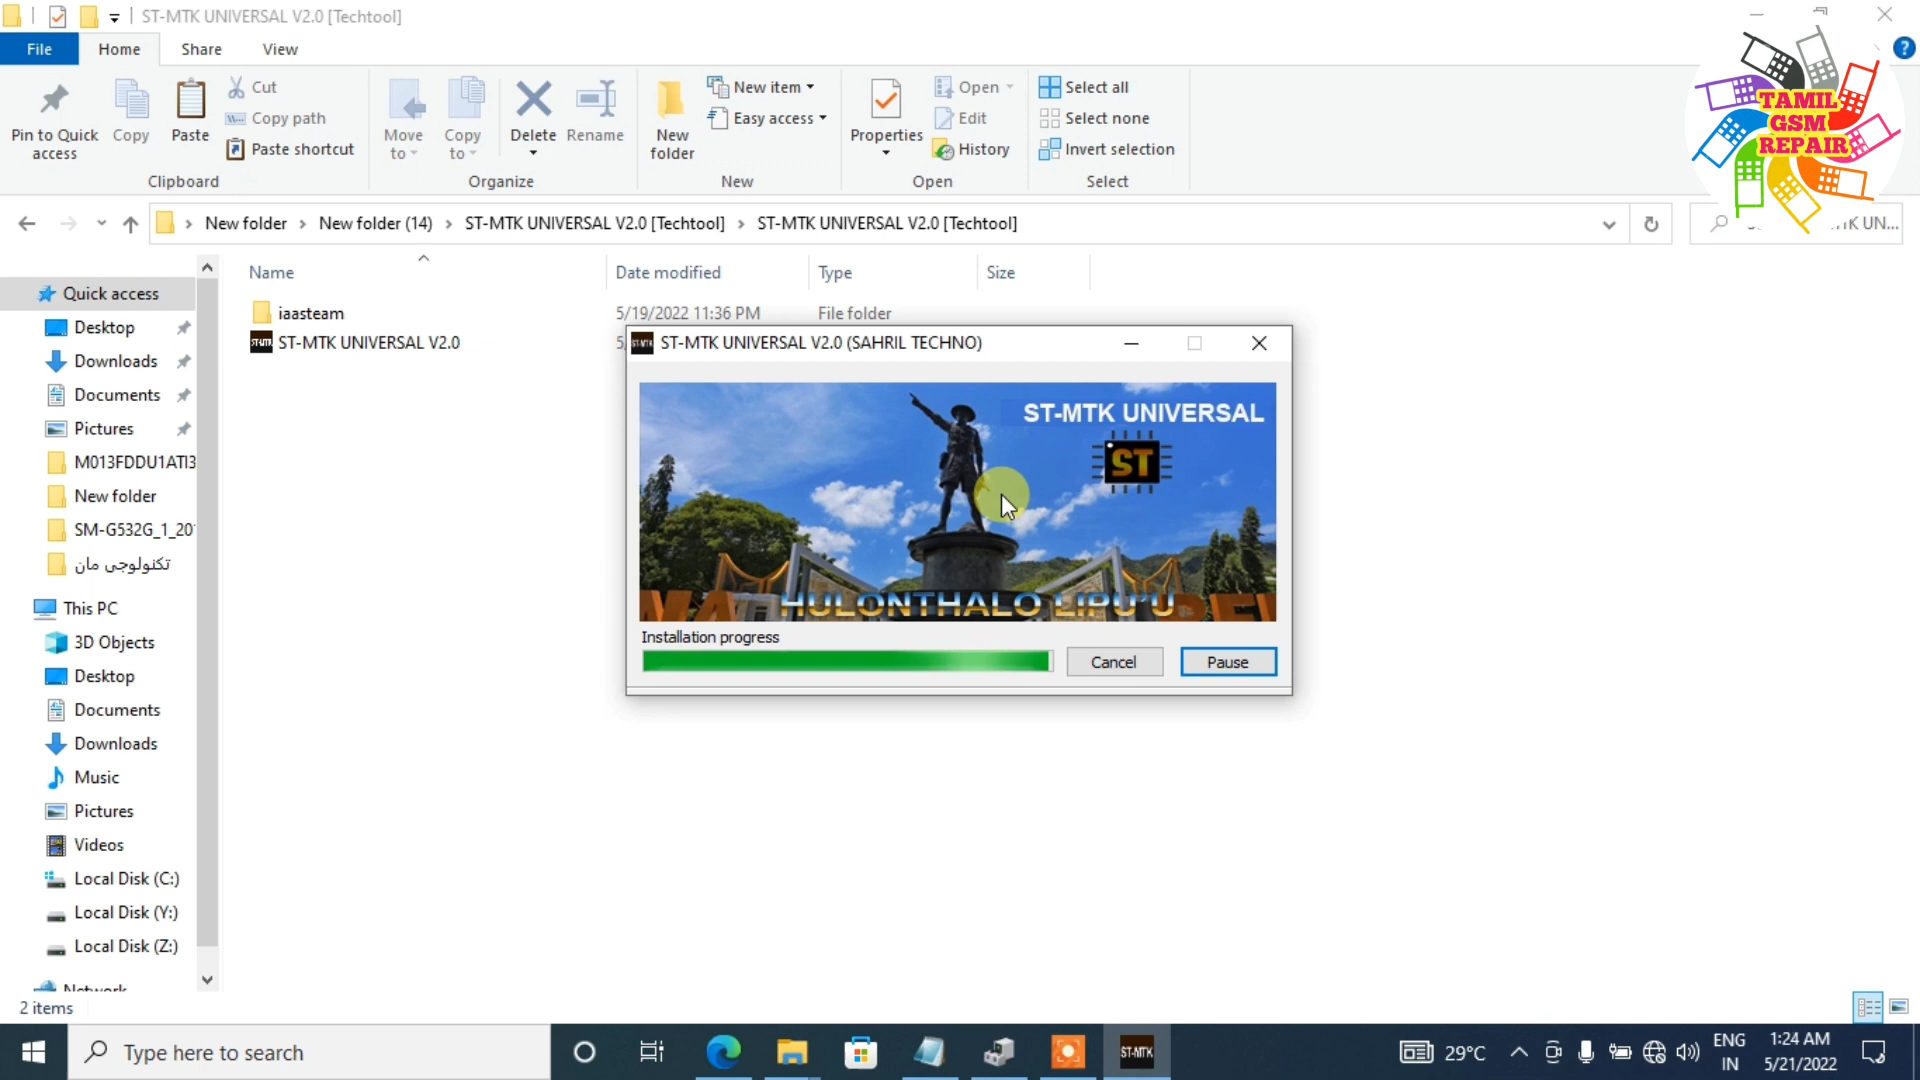 ST-MTK UNIVERSAL V2.0 [Techtool]
File
Home
Share
View
?
Pin to Quick
access
Copy
Paste
Cut
Copy path
Paste shortcut
Clipboard
Move
to
Copy
to
Delete
Rename
Organize
New
folder
New item
Easy access
New
Properties
Open
Edit
History
Open
Select all
Select none
Invert selection
Select
TAMIL
GSM
REPAIR
New folder
New folder (14)
ST-MTK UNIVERSAL V2.0 [Techtool]
ST-MTK UNIVERSAL V2.0 [Techtool]
UN...
Name
Date modified
Type
Size
iaasteam
5/19/2022 11:36 PM
File folder
ST-MTK UNIVERSAL V2.0
Quick access
Desktop
Downloads
Documents
Pictures
M013FDDU1ATI3
New folder
SM-G532G_1_20
تکنولوجی مان
This PC
3D Objects
Desktop
Documents
Downloads
Music
Pictures
Videos
Local Disk (C:)
Local Disk (Y:)
Local Disk (Z:)
Network
2 items
ST-MTK UNIVERSAL V2.0 (SAHRIL TECHNO)
ST-MTK UNIVERSAL
ST
HULONTHALO LIPU'U
Installation progress
Cancel
Pause
Type here to search
ST-MTK
29°C
ENG
IN
1:24 AM
5/21/2022